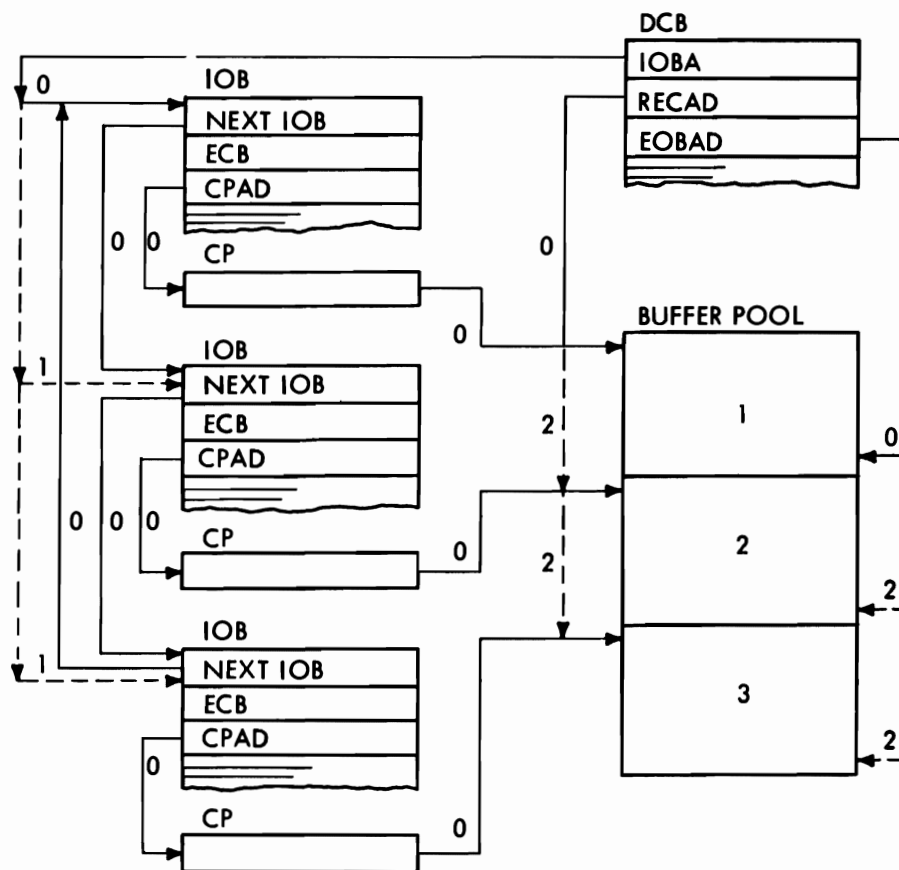 DCB
IOBA
RECAD
EOBAD
0
IOB
NEXT IOB
ECB
CPAD
0
0
0
CP
0
BUFFER POOL
IOB
1
NEXT IOB
ECB
CPAD
1
2
0
0
0
0
CP
0
2
2
2
IOB
1
NEXT IOB
ECB
CPAD
3
0
2
CP
0